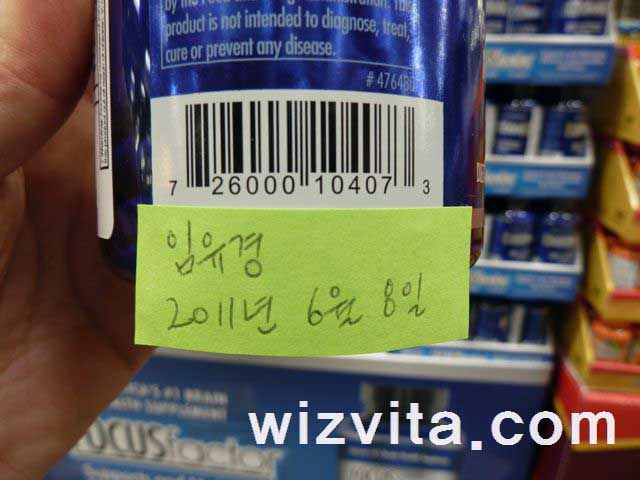 product is not intended to diagnose, treat,
cure or prevent any disease.
# 476480
7 26000 10407 3
임유경
2011년 6월 8일
FOCUSfactor
wizvita.com